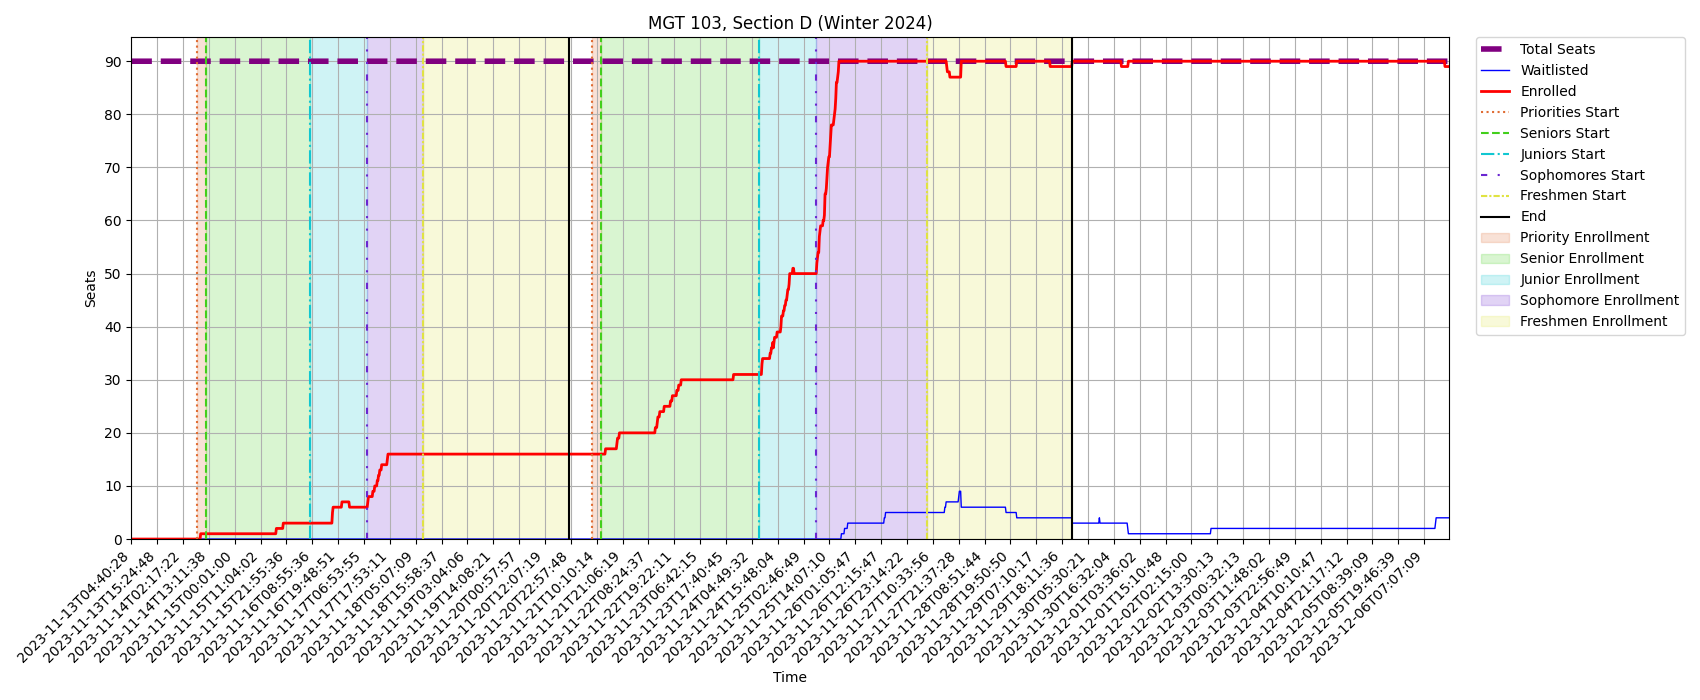 MGT 103, Section D (Winter 2024)
Seats
90
80
70
60
50
40
30
20
10
0
2023-11-13T04:40:28
2023-11-13T15:24:48
2023-11-14T02:17:22
2023-11-14T13:11:38
2023-11-15T00:01:00
2023-11-15T11:04:02
2023-11-15T21:55:36
2023-11-16T08:55:36
2023-11-16T19:48:51
2023-11-17T06:53:55
2023-11-17T17:53:11
2023-11-18T05:07:09
2023-11-18T15:58:37
2023-11-19T03:04:06
2023-11-19T14:08:21
2023-11-20T00:57:57
2023-11-20T12:07:19
2023-11-20T22:57:48
2023-11-21T10:10:14
2023-11-21T21:06:19
2023-11-22T08:24:37
2023-11-22T19:22:11
2023-11-23T06:42:15
2023-11-23T17:40:45
2023-11-24T04:49:32
2023-11-24T15:48:04
2023-11-25T02:46:49
2023-11-25T14:07:10
2023-11-26T01:05:47
2023-11-26T12:15:47
2023-11-26T23:14:22
2023-11-27T10:33:56
2023-11-27T21:37:28
2023-11-28T08:51:44
2023-11-28T19:50:50
2023-11-29T07:10:17
2023-11-29T18:11:36
2023-11-30T05:30:21
2023-11-30T16:32:04
2023-12-01T03:36:02
2023-12-01T15:10:48
2023-12-02T02:15:00
2023-12-02T13:30:13
2023-12-03T00:32:13
2023-12-03T11:48:02
2023-12-03T22:56:49
2023-12-04T10:10:47
2023-12-04T21:17:12
2023-12-05T08:39:09
2023-12-05T19:46:39
2023-12-06T07:07:09
Time
Total Seats
Waitlisted
Enrolled
Priorities Start
Seniors Start
Juniors Start
Sophomores Start
Freshmen Start
End
Priority Enrollment
Senior Enrollment
Junior Enrollment
Sophomore Enrollment
Freshmen Enrollment